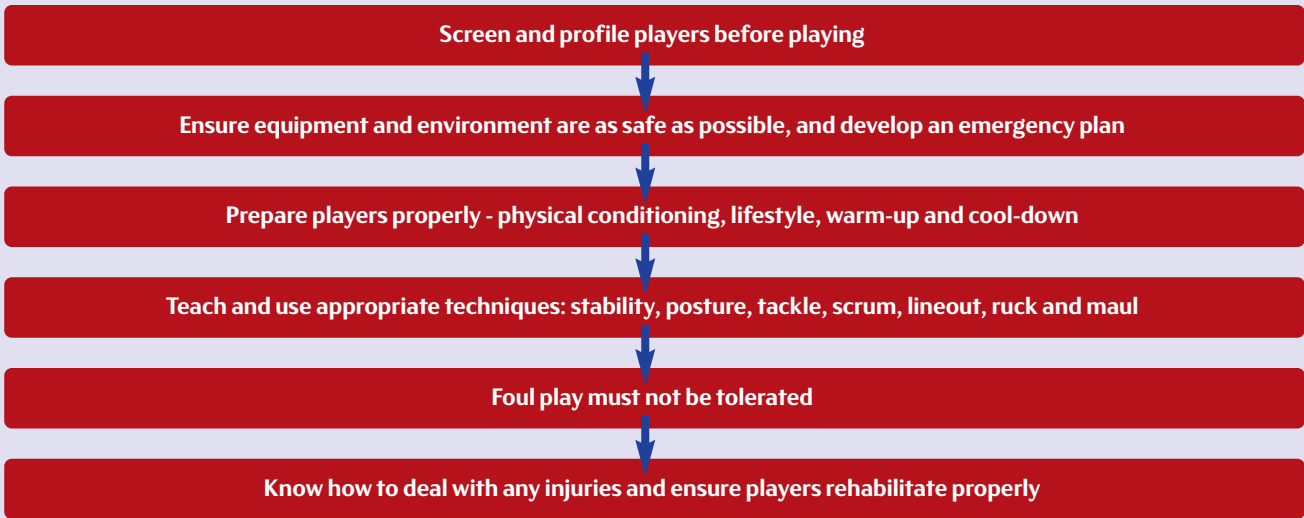 Screen and profile players before playing
Ensure equipment and environment are as safe as possible, and develop an emergency plan
Prepare players properly - physical conditioning, lifestyle, warm-up and cool-down
Teach and use appropriate techniques: stability, posture, tackle, scrum, lineout, ruck and maul
Foul play must not be tolerated
Know how to deal with any injuries and ensure players rehabilitate properly